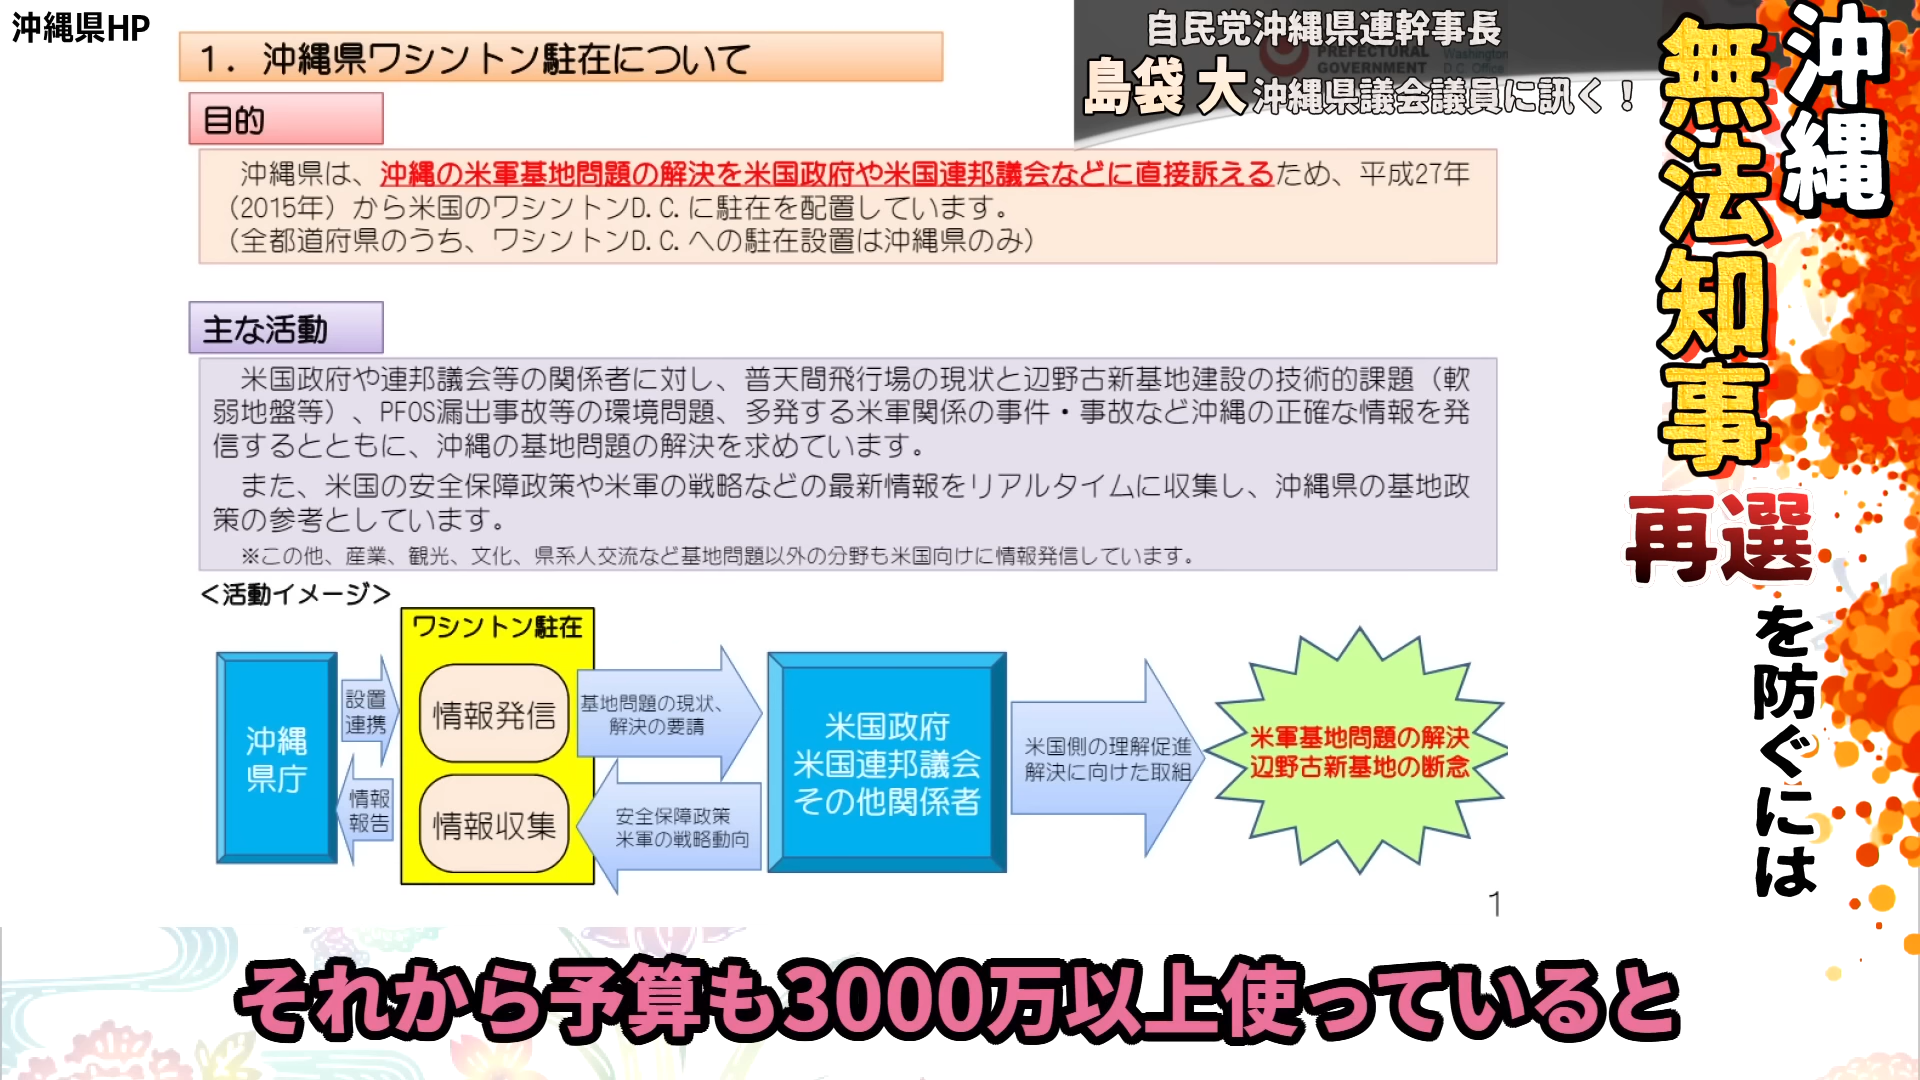 沖縄県HP
1．沖縄県ワシントン駐在について
目的
沖縄県は、沖縄の米軍基地問題の解決を米国政府や米国連邦議会などに直接訴えるため、平成27年
（2015年）から米国のワシントンD.C.に駐在を配置しています。
（全都道府県のうち、ワシントンD.C.への駐在設置は沖縄県のみ）
主な活動
米国政府や連邦議会等の関係者に対し、普天間飛行場の現状と辺野古新基地建設の技術的課題（軟
弱地盤等）、PFOS漏出事故等の環境問題、多発する米軍関係の事件・事故など沖縄の正確な情報を発
信するとともに、沖縄の基地問題の解決を求めています。
また、米国の安全保障政策や米軍の戦略などの最新情報をリアルタイムに収集し、沖縄県の基地政
策の参考としています。
※この他、産業、観光、文化、県系人交流など基地問題以外の分野も米国向けに情報発信しています。
＜活動イメージ＞
沖縄
県庁
設置
連携
情報
報告
ワシントン駐在
情報発信
情報収集
基地問題の現状、
解決の要請
安全保障政策
米軍の戦略動向
米国政府
米国連邦議会
その他関係者
米国側の理解促進
解決に向けた取組
米軍基地問題の解決
辺野古新基地の断念
1
自民党沖縄県連幹事長
島袋 大沖縄県議会議員に訊く！
PREFECTURAL
GOVERNMENT
Washington
D.C. Office
沖縄
無法知事
再選
を防ぐには
それから予算も3000万以上使っていると